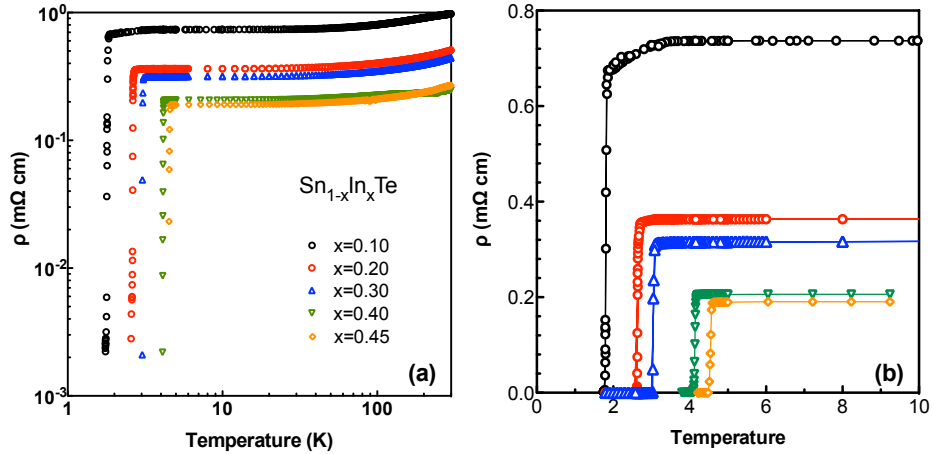 10⁰
10⁻¹
10⁻²
10⁻³
ρ (mΩ cm)
Sn₁₋ₓInₓTe
x=0.10
x=0.20
x=0.30
x=0.40
x=0.45
(a)
1 10 100
Temperature (K)
0.8
0.6
0.4
0.2
0.0
ρ (mΩ cm)
(b)
0 2 4 6 8 10
Temperature